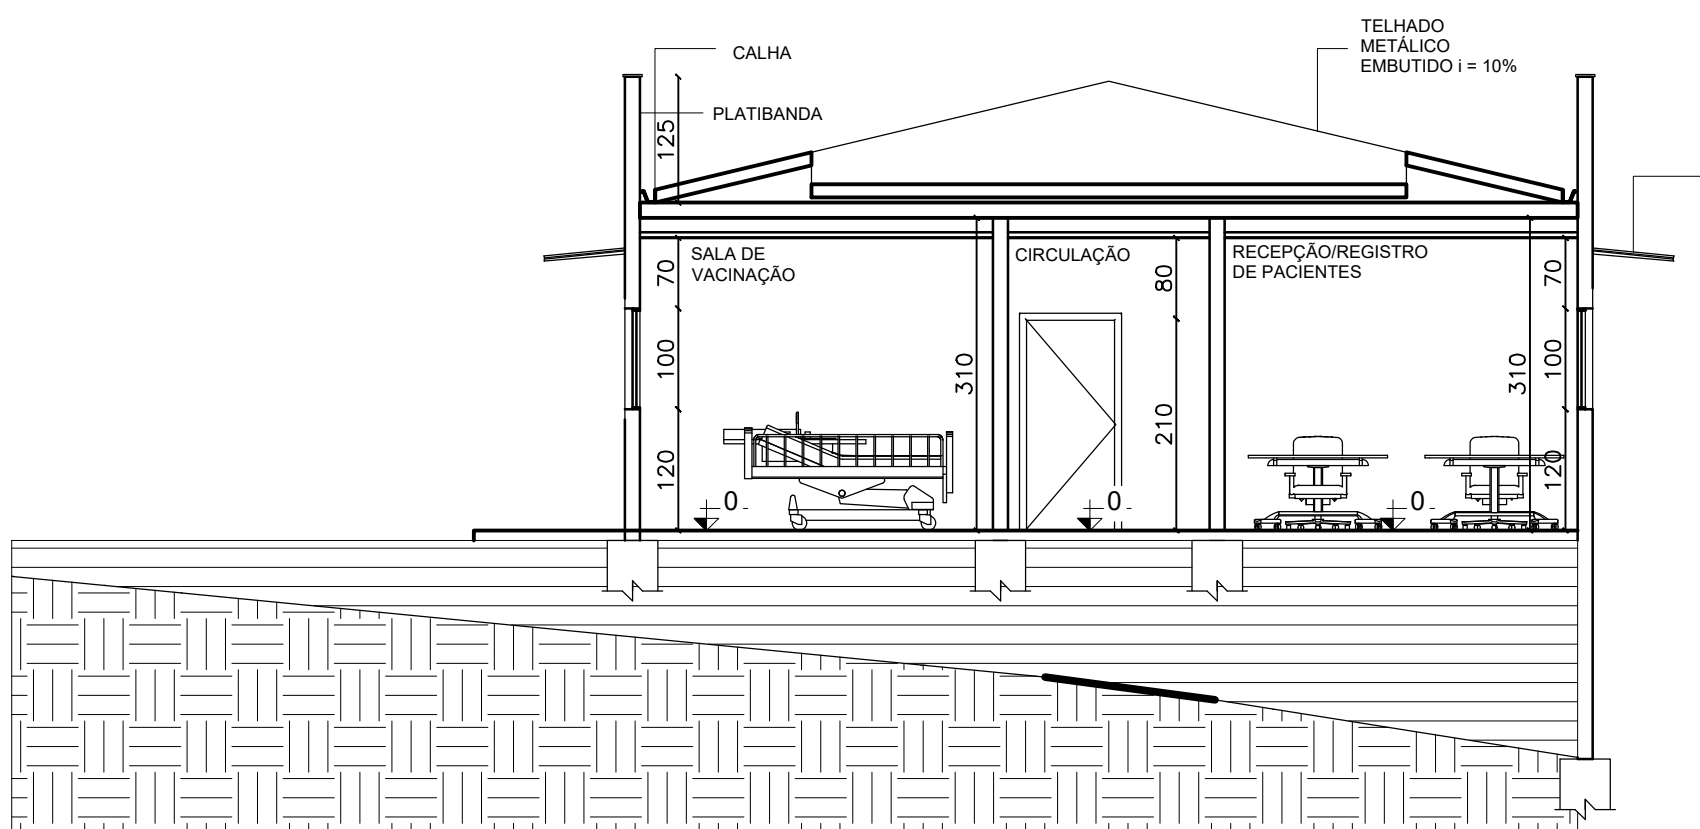 TELHADO
METÁLICO
EMBUTIDO i = 10%
CALHA
PLATIBANDA
125
SALA DE
VACINAÇÃO
CIRCULAÇÃO
RECEPÇÃO/REGISTRO
DE PACIENTES
70
80
70
100
310
310
100
210
120
120
0
0
0